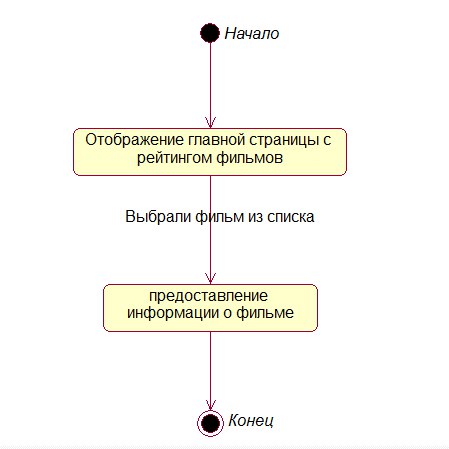 Начало
Отображение главной страницы с
рейтингом фильмов
Выбрали фильм из списка
предоставление
информации о фильме
Конец